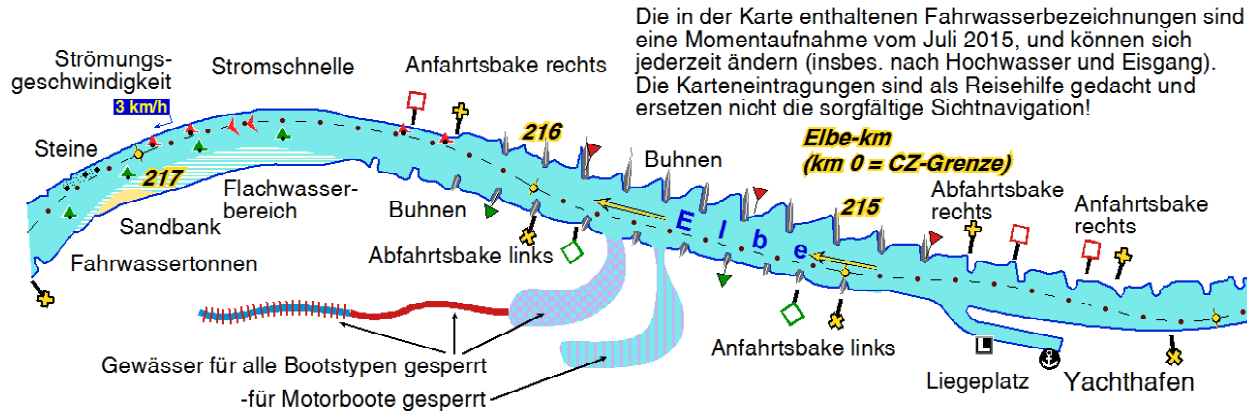 Die in der Karte enthaltenen Fahrwasserbezeichnungen sind
eine Momentaufnahme vom Juli 2015, und können sich
jederzeit ändern (insbes. nach Hochwasser und Eisgang).
Die Karteneintragungen sind als Reisehilfe gedacht und
ersetzen nicht die sorgfältige Sichtnavigation!
Strömungs-
geschwindigkeit
3 km/h
Stromschnelle
Anfahrtsbake rechts
Steine
217
216
Buhnen
Elbe-km
(km 0 = CZ-Grenze)
Flachwasser-
bereich
Sandbank
Buhnen
Elbe
215
Abfahrtsbake
rechts
Anfahrtsbake
rechts
Fahrwassertonnen
Abfahrtsbake links
Anfahrtsbake links
Gewässer für alle Bootstypen gesperrt
-für Motorboote gesperrt
L
Liegeplatz
Yachthafen